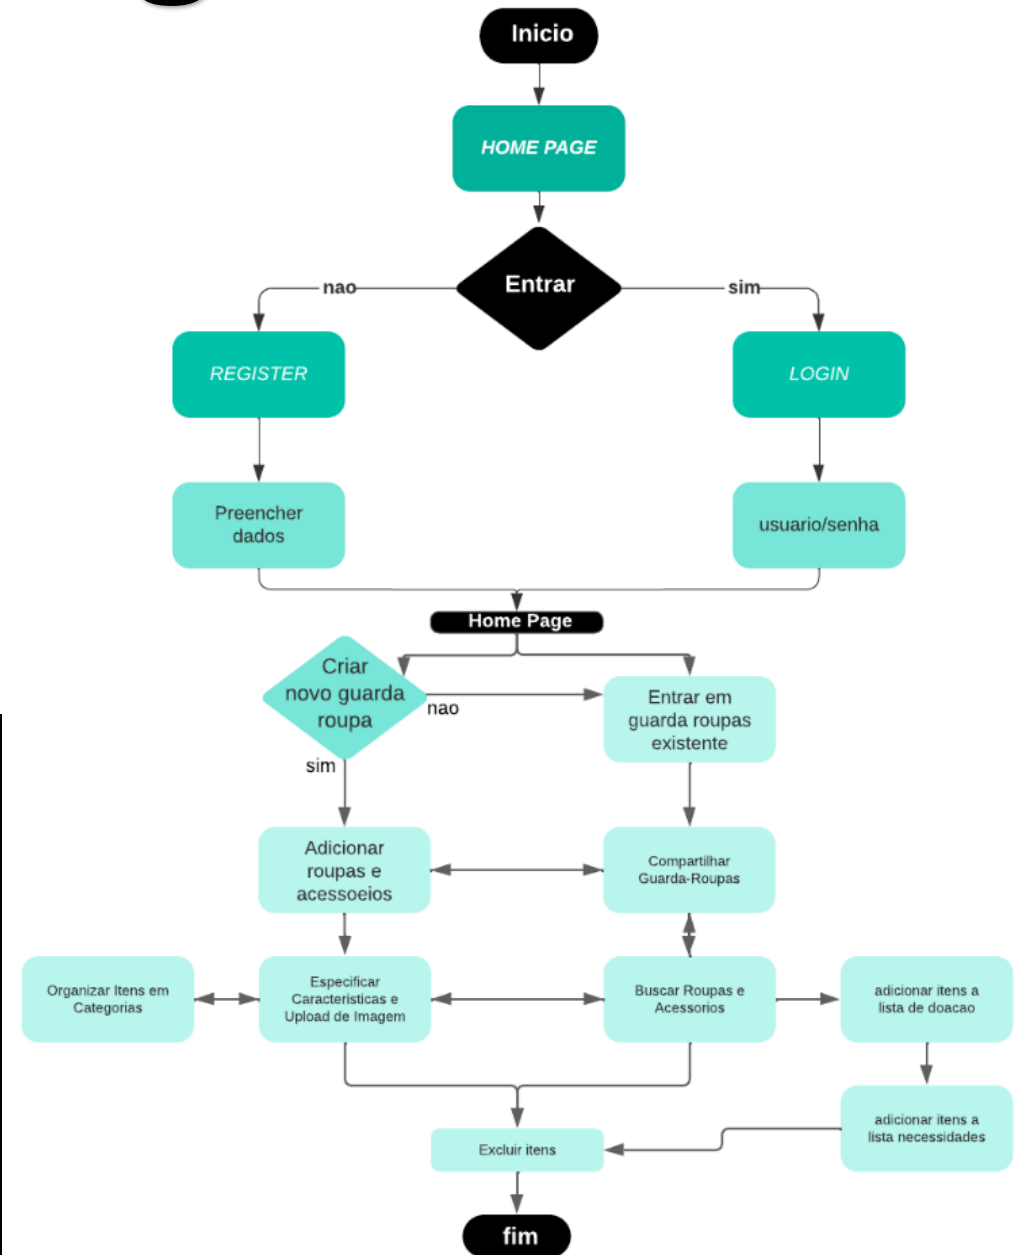 Inicio
HOME PAGE
Entrar
nao
sim
REGISTER
LOGIN
Preencher
dados
usuario/senha
Home Page
Criar
novo guarda
roupa
nao
sim
Entrar em
guarda roupas
existente
Adicionar
roupas e
acessoeios
Compartilhar
Guarda-Roupas
Organizar Itens em
Categorias
Especificar
Caracteristicas e
Upload de Imagem
Buscar Roupas e
Acessorios
adicionar itens a
lista de doacao
adicionar itens a
lista necessidades
Excluir itens
fim